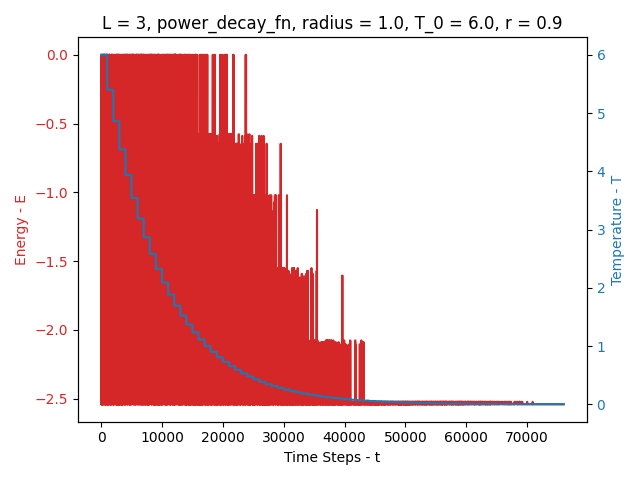 L = 3, power_decay_fn, radius = 1.0, T_0 = 6.0, r = 0.9
Energy - E
0.0
−0.5
−1.0
−1.5
−2.0
−2.5
6
5
4
3
2
1
0
Temperature - T
0 10000 20000 30000 40000 50000 60000 70000
Time Steps - t